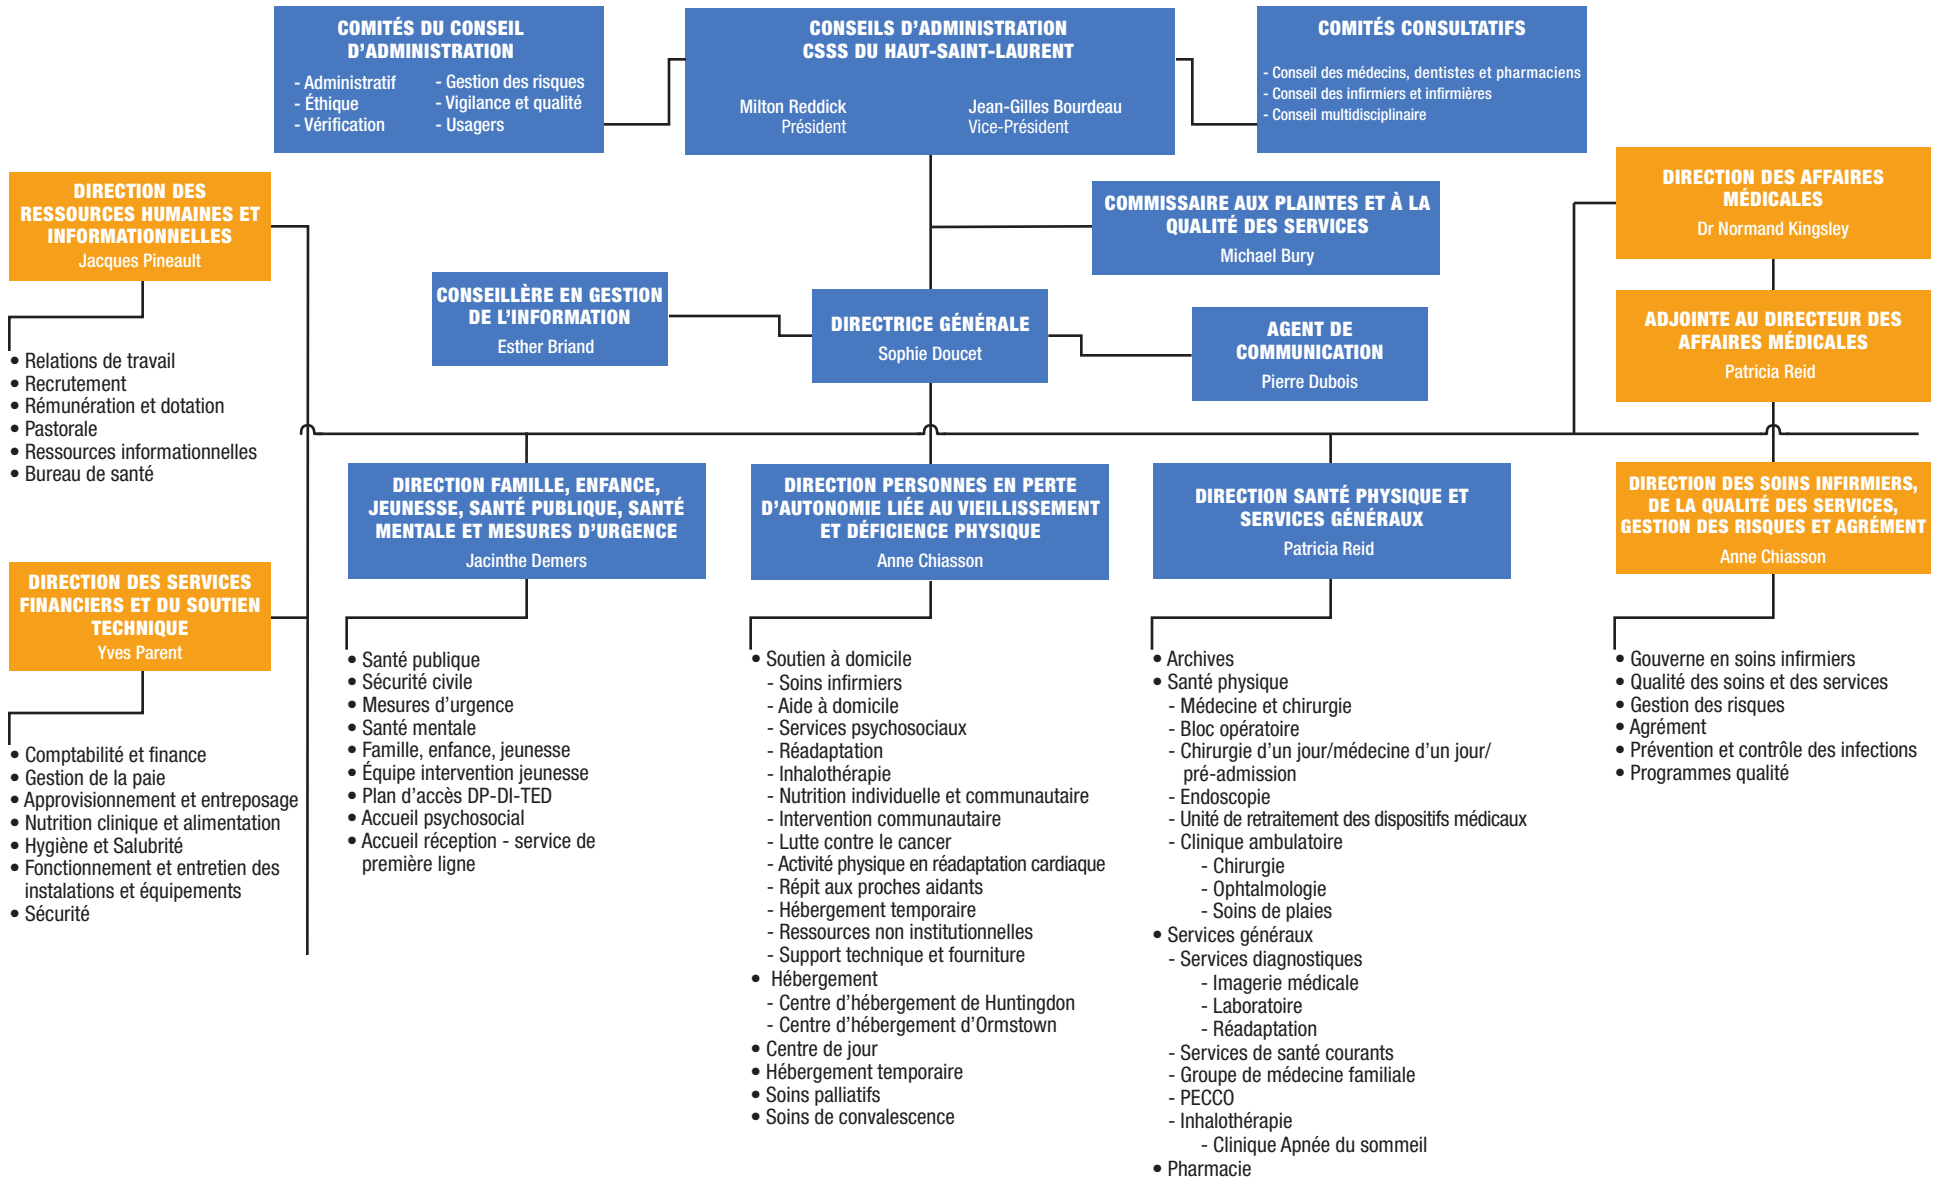 COMITÉS DU CONSEIL
D'ADMINISTRATION
- Administratif
- Éthique
- Vérification
- Gestion des risques
- Vigilance et qualité
- Usagers
CONSEILS D'ADMINISTRATION
CSSS DU HAUT-SAINT-LAURENT
Milton Reddick
Président
Jean-Gilles Bourdeau
Vice-Président
COMITÉS CONSULTATIFS
- Conseil des médecins, dentistes et pharmaciens
- Conseil des infirmiers et infirmières
- Conseil multidisciplinaire
DIRECTION DES
RESSOURCES HUMAINES ET
INFORMATIONNELLES
Jacques Pineault
COMMISSAIRE AUX PLAINTES ET À LA
QUALITÉ DES SERVICES
Michael Bury
DIRECTION DES AFFAIRES
MÉDICALES
Dr Normand Kingsley
CONSEILLÈRE EN GESTION
DE L'INFORMATION
Esther Briand
DIRECTRICE GÉNÉRALE
Sophie Doucet
AGENT DE
COMMUNICATION
Pierre Dubois
ADJOINTE AU DIRECTEUR DES
AFFAIRES MÉDICALES
Patricia Reid
• Relations de travail
• Recrutement
• Rémunération et dotation
• Pastorale
• Ressources informationnelles
• Bureau de santé
DIRECTION FAMILLE, ENFANCE,
JEUNESSE, SANTÉ PUBLIQUE, SANTÉ
MENTALE ET MESURES D'URGENCE
Jacinthe Demers
DIRECTION PERSONNES EN PERTE
D'AUTONOMIE LIÉE AU VIEILLISSEMENT
ET DÉFICIENCE PHYSIQUE
Anne Chiasson
DIRECTION SANTÉ PHYSIQUE ET
SERVICES GÉNÉRAUX
Patricia Reid
DIRECTION DES SOINS INFIRMIERS,
DE LA QUALITÉ DES SERVICES,
GESTION DES RISQUES ET AGRÉMENT
Anne Chiasson
DIRECTION DES SERVICES
FINANCIERS ET DU SOUTIEN
TECHNIQUE
Yves Parent
• Comptabilité et finance
• Gestion de la paie
• Approvisionnement et entreposage
• Nutrition clinique et alimentation
• Hygiène et Salubrité
• Fonctionnement et entretien des
instalations et équipements
• Sécurité
• Santé publique
• Sécurité civile
• Mesures d'urgence
• Santé mentale
• Famille, enfance, jeunesse
• Équipe intervention jeunesse
• Plan d'accès DP-DI-TED
• Accueil psychosocial
• Accueil réception - service de
première ligne
• Soutien à domicile
- Soins infirmiers
- Aide à domicile
- Services psychosociaux
- Réadaptation
- Inhalothérapie
- Nutrition individuelle et communautaire
- Intervention communautaire
- Lutte contre le cancer
- Activité physique en réadaptation cardiaque
- Répit aux proches aidants
- Hébergement temporaire
- Ressources non institutionnelles
- Support technique et fourniture
• Hébergement
- Centre d'hébergement de Huntingdon
- Centre d'hébergement d'Ormstown
• Centre de jour
• Hébergement temporaire
• Soins palliatifs
• Soins de convalescence
• Archives
• Santé physique
- Médecine et chirurgie
- Bloc opératoire
- Chirurgie d'un jour/médecine d'un jour/
pré-admission
- Endoscopie
- Unité de retraitement des dispositifs médicaux
- Clinique ambulatoire
- Chirurgie
- Ophtalmologie
- Soins de plaies
• Services généraux
- Services diagnostiques
- Imagerie médicale
- Laboratoire
- Réadaptation
- Services de santé courants
- Groupe de médecine familiale
- PECCO
- Inhalothérapie
- Clinique Apnée du sommeil
• Pharmacie
• Gouverne en soins infirmiers
• Qualité des soins et des services
• Gestion des risques
• Agrément
• Prévention et contrôle des infections
• Programmes qualité